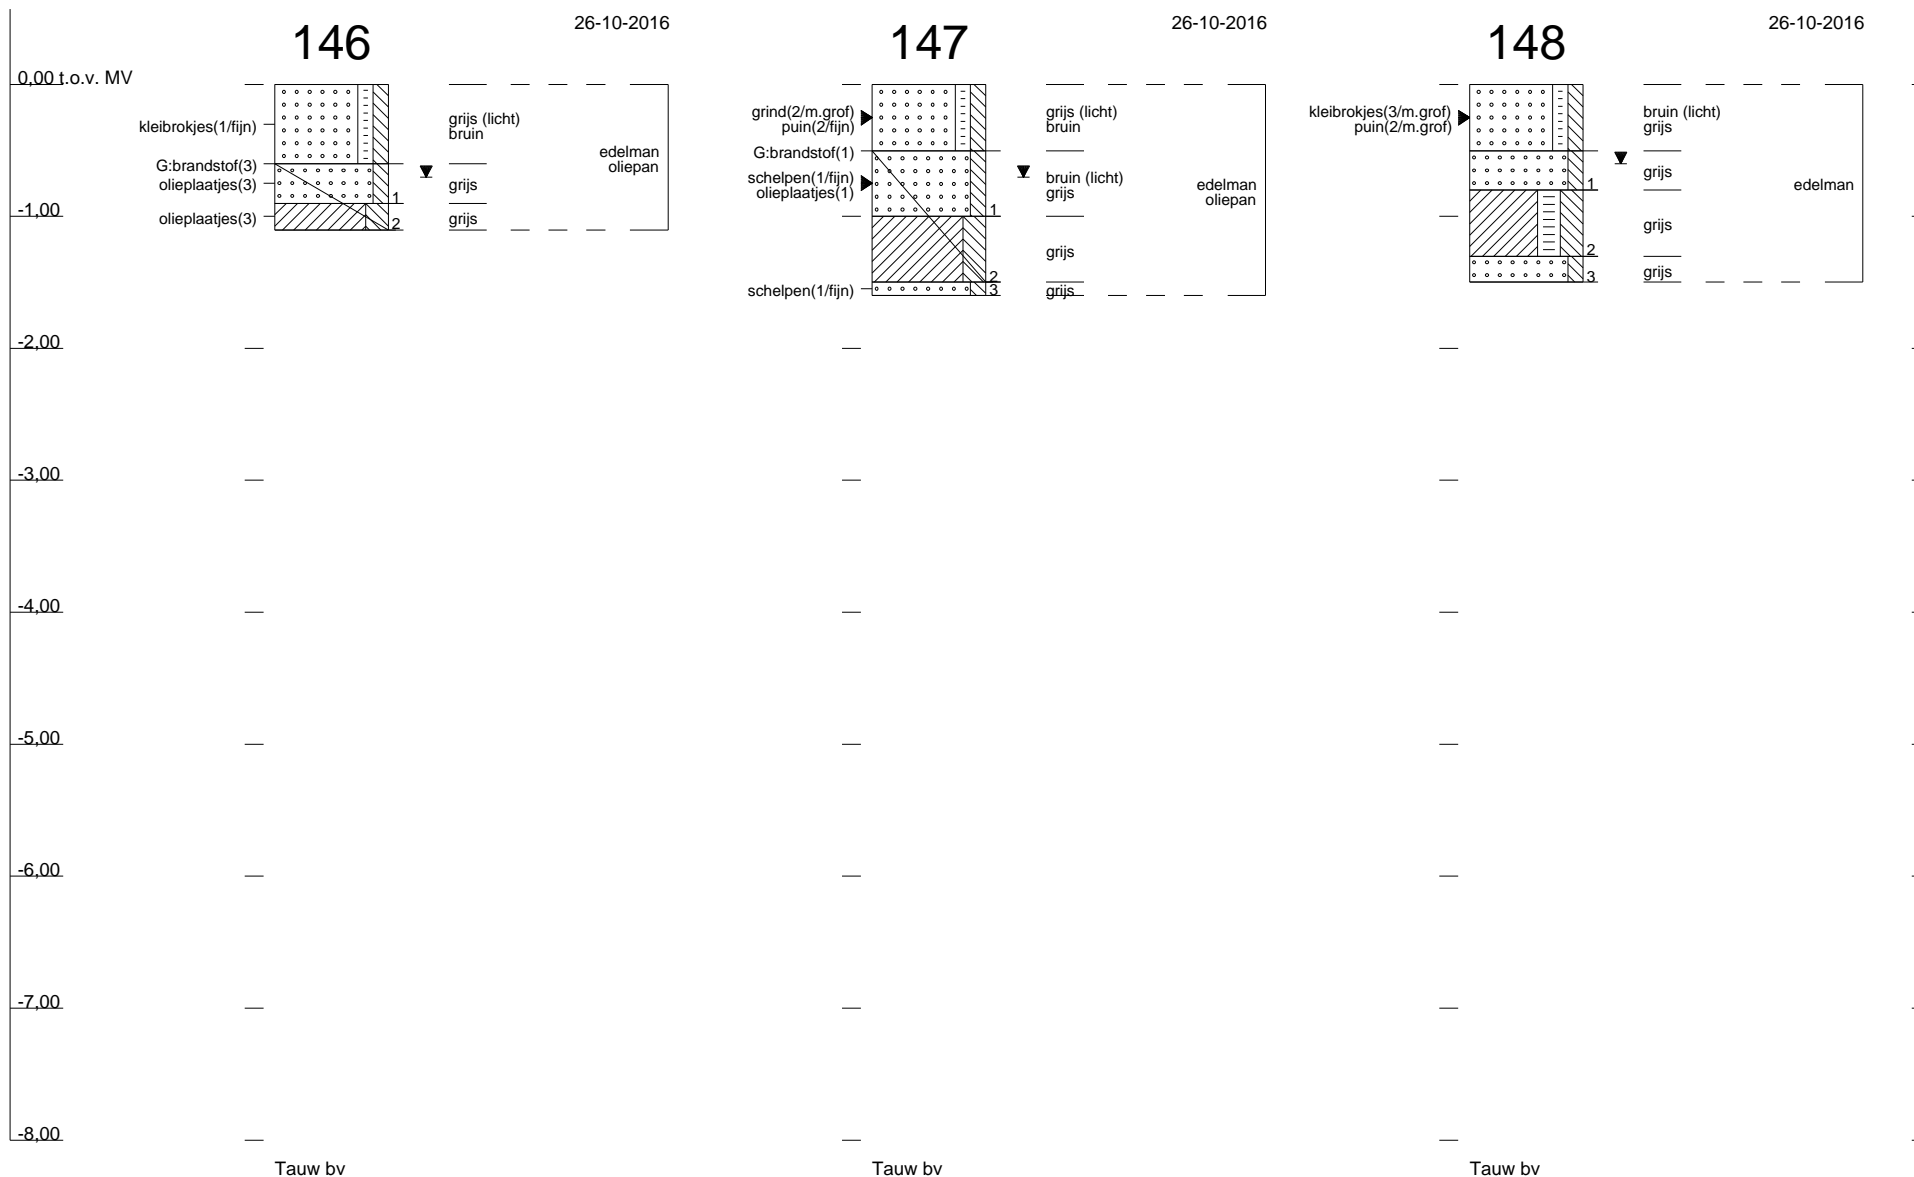 146
26-10-2016
147
26-10-2016
148
26-10-2016
0,00 t.o.v. MV
kleibrokjes(1/fijn)
grijs (licht)
bruin
G:brandstof(3)
olieplaatjes(3)
grijs
1
olieplaatjes(3)
grijs
2
edelman
oliepan
grind(2/m.grof)
puin(2/fijn)
grijs (licht)
bruin
G:brandstof(1)
schelpen(1/fijn)
olieplaatjes(1)
bruin (licht)
grijs
1
grijs
2
schelpen(1/fijn)
3
grijs
edelman
oliepan
kleibrokjes(3/m.grof)
puin(2/m.grof)
bruin (licht)
grijs
grijs
1
grijs
2
grijs
3
edelman
-1,00
-2,00
-3,00
-4,00
-5,00
-6,00
-7,00
-8,00
Tauw bv
Tauw bv
Tauw bv